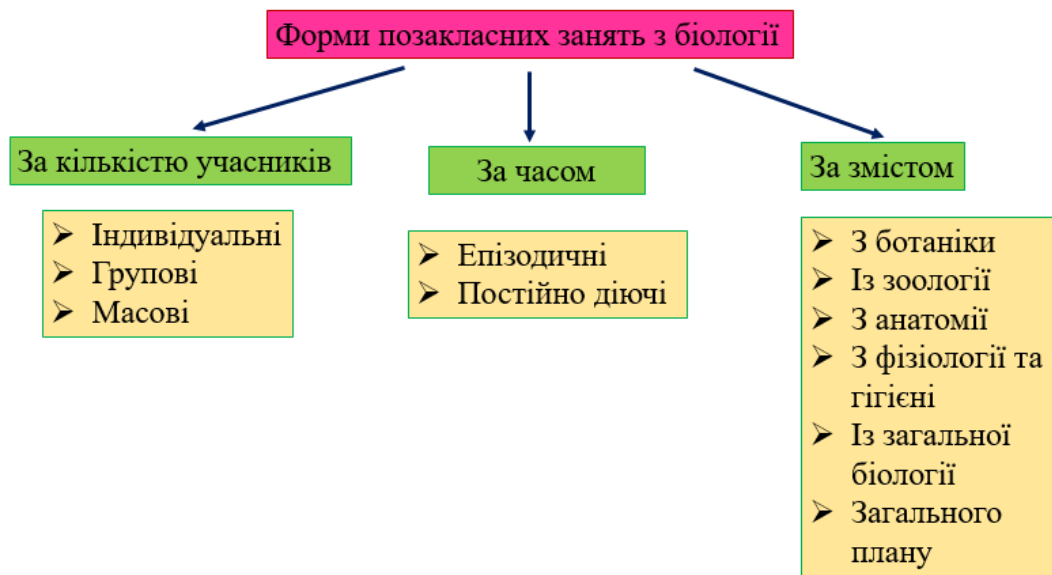 Форми позакласних занять з біології
За кількістю учасників
Індивідуальні
Групові
Масові
За часом
Епізодичні
Постійно діючі
За змістом
З ботаніки
Із зоології
З анатомії
З фізіології та
гігієні
Із загальної
біології
Загального
плану